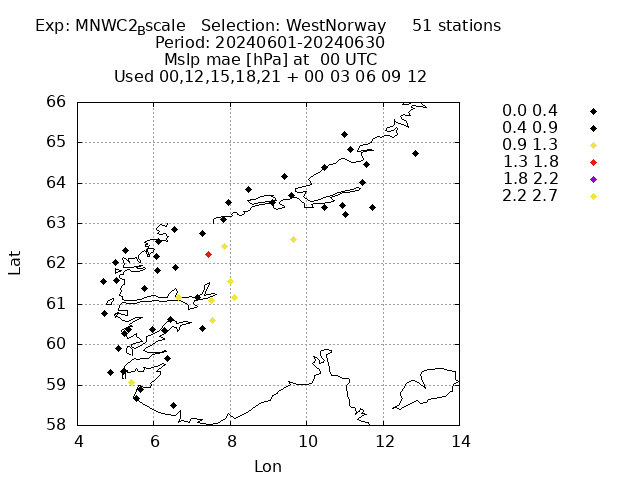 Exp: MNWC2Bscale   Selection: WestNorway     51 stations
Period: 20240601-20240630
Mslp mae [hPa] at  00 UTC
Used 00,12,15,18,21 + 00 03 06 09 12
0.0 0.4
0.4 0.9
0.9 1.3
1.3 1.8
1.8 2.2
2.2 2.7
66
65
64
63
62
61
60
59
58
Lat
4 6 8 10 12 14
Lon